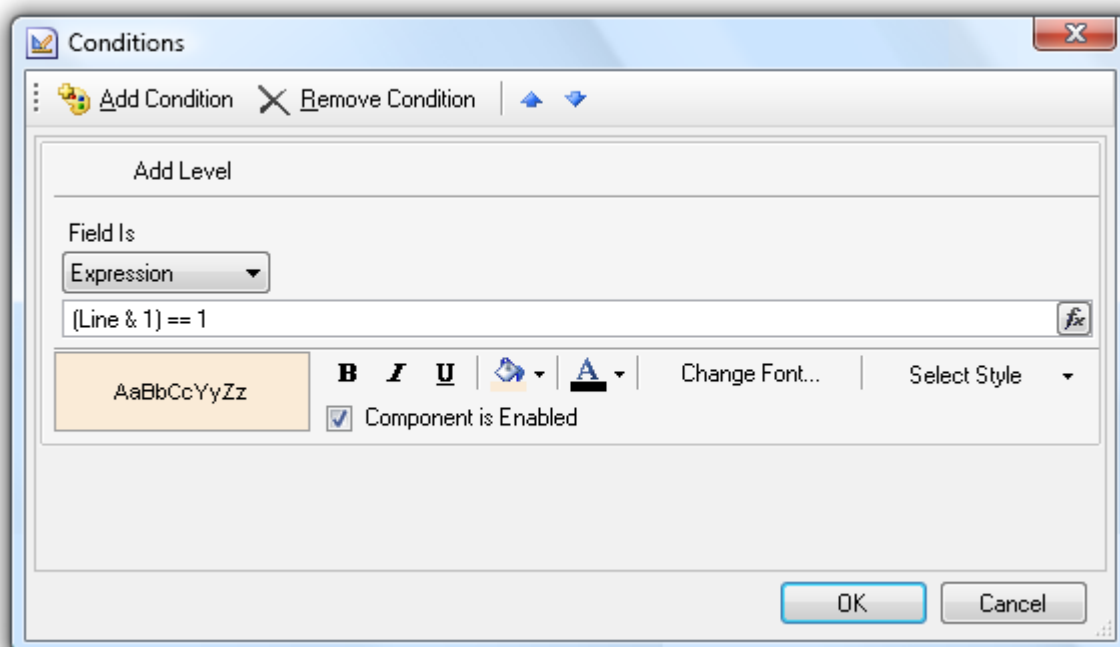 Conditions
X
Add Condition Remove Condition
Add Level
Field Is
Expression
(Line & 1) == 1
fx
AaBbCcYyZz
B I U A Change Font... Select Style
Component is Enabled
OK Cancel